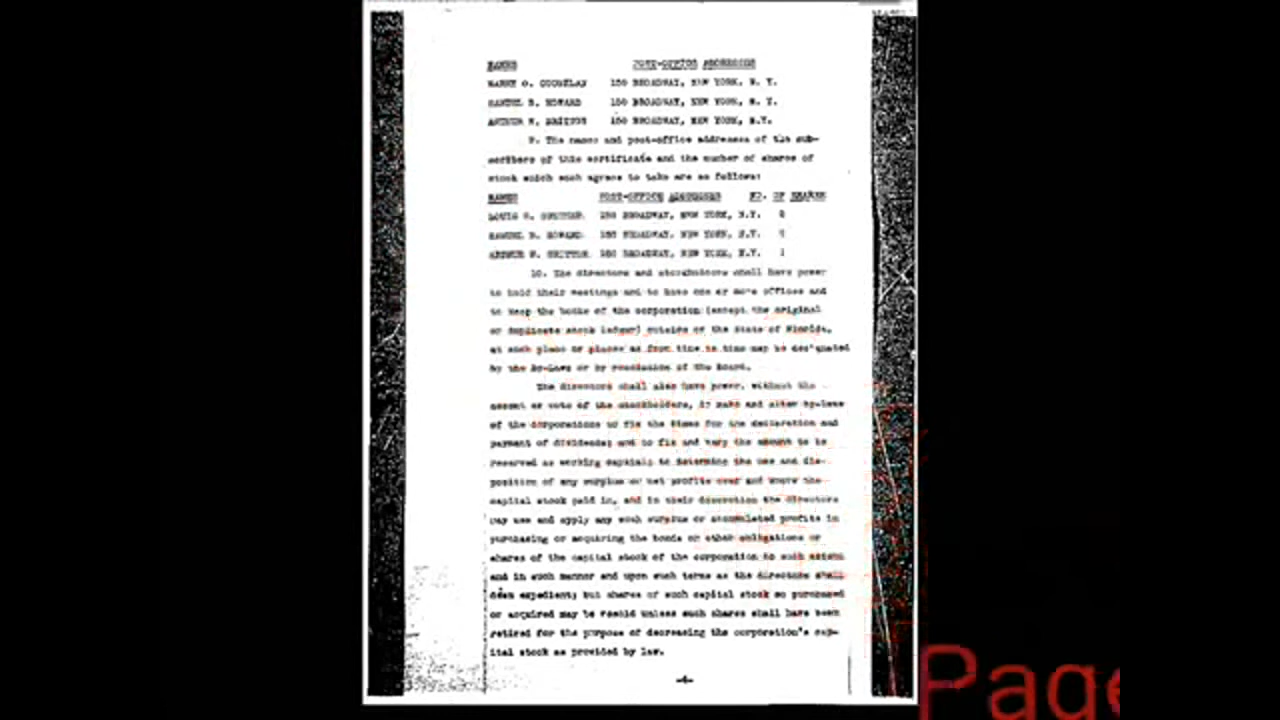 NAMES POST-OFFICE ADDRESSES
HARRY O. COUGHLAN 150 BROADWAY, NEW YORK, N. Y.
SAMUEL B. HOWARD 150 BROADWAY, NEW YORK, N. Y.
ARTHUR W. BRITTON 150 BROADWAY, NEW YORK, N.Y.
9. The names and post-office addresses of the sub-
scribers of this certificate and the number of shares of
stock which each agrees to take are as follows:
NAMES POST-OFFICE ADDRESSES NO. OF SHARES
LOUIS 150 BROADWAY, NEW YORK, N.Y.
SAMUEL B. HOWARD 150 BROADWAY, NEW YORK, N.Y.
ARTHUR W. BRITTON 150 BROADWAY, NEW YORK, N.Y. 1
10. The directors and stockholders shall have power
to hold their meetings and to have one or more offices and
to keep the books of the corporation (except the original
or duplicate stock ledger) outside of the State of Florida,
at such place or places as from time to time may be designated
by the By-Laws or by resolution of the Board.
The directors shall also have power, without the
assent or vote of the stockholders, to make and alter by-laws
of the corporation; to fix the times for the declaration and
payment of dividends; and to fix and vary the amount to be
reserved as working capital; to determine the use and dis-
position of any surplus or net profits over and above the
capital stock paid in, and in their discretion the directors
may use and apply any such surplus or accumulated profits in
purchasing or acquiring the bonds or other obligations or
shares of the capital stock of the corporation to such extent
and in such manner and upon such terms as the directors shall
deem expedient; but shares of such capital stock so purchased
or acquired may be resold unless such shares shall have been
retired for the purpose of decreasing the corporation's cap-
ital stock as provided by law.
-4-
Page